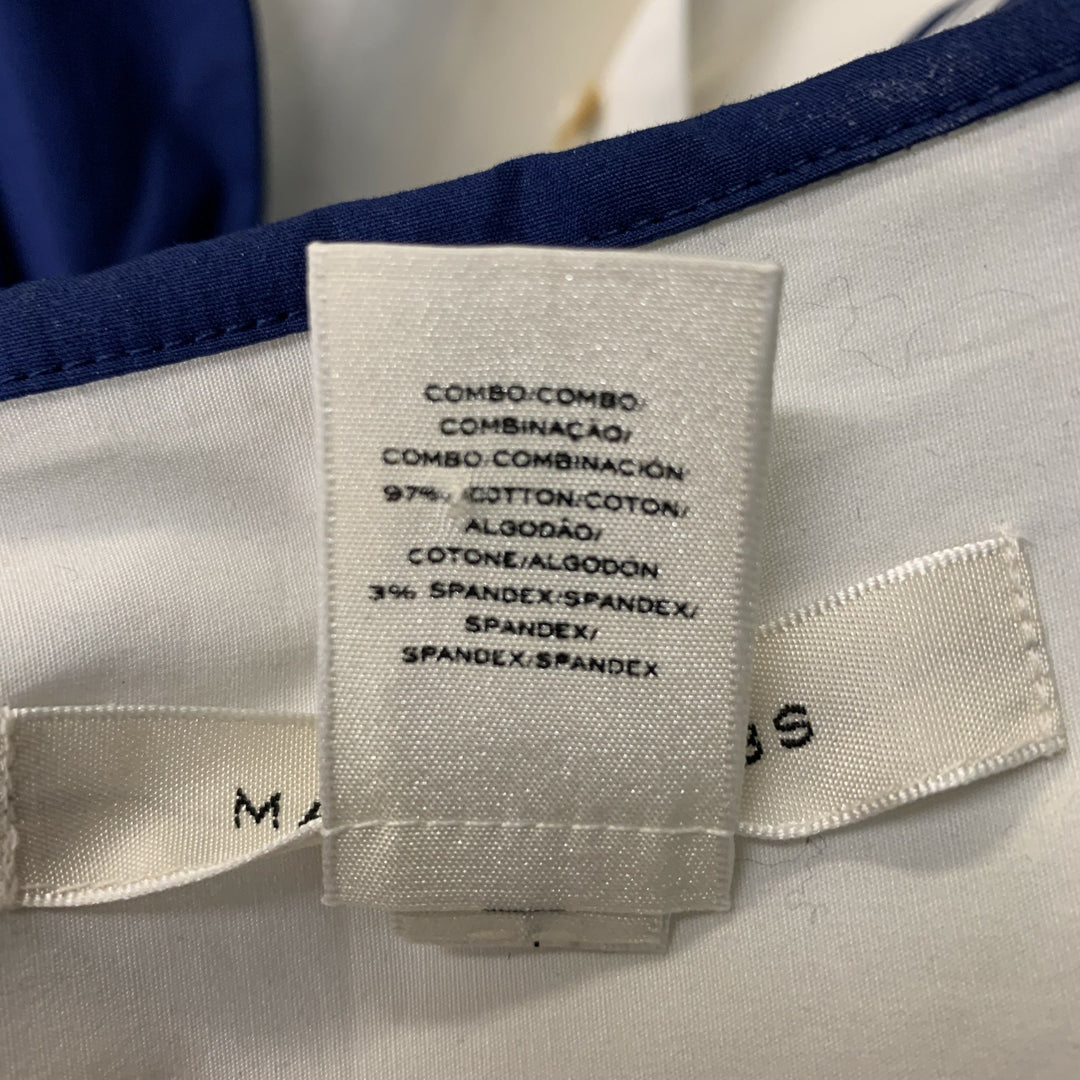 COMBO/COMBO/
COMBINAÇÃO/
COMBO/COMBINACIÓN
97% COTTON/COTON/
ALGODÃO/
COTONE/ALGODÓN
3% SPANDEX/SPANDEX/
SPANDEX/
SPANDEX/SPANDEX